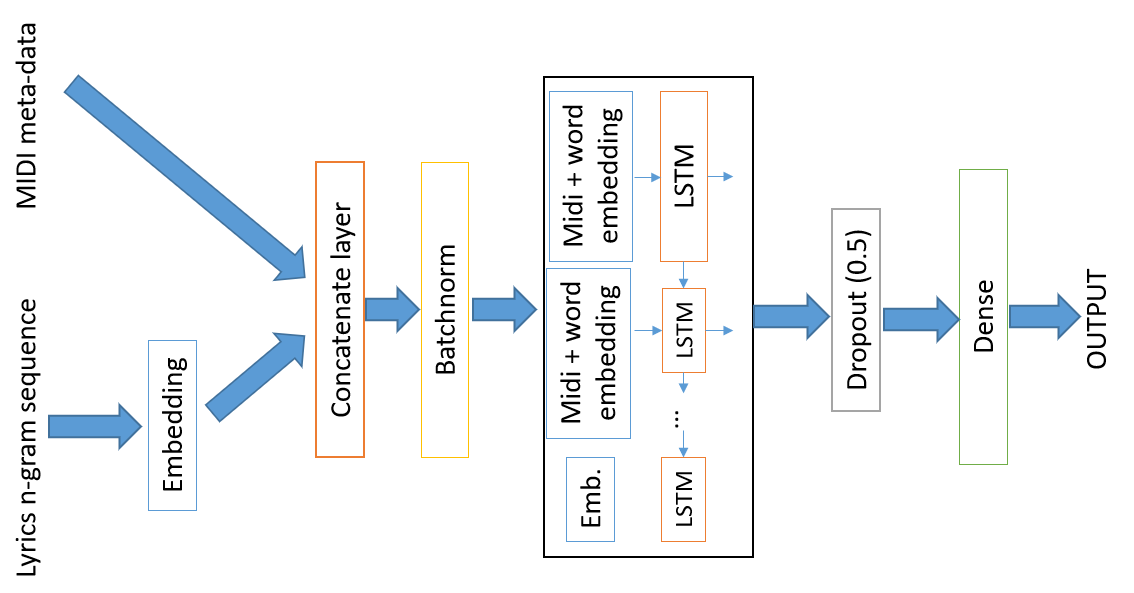 MIDI meta-data
Lyrics n-gram sequence
Embedding
Concatenate layer
Batchnorm
Midi + word
embedding
LSTM
Midi + word
embedding
LSTM
...
Emb.
LSTM
Dropout (0.5)
Dense
OUTPUT